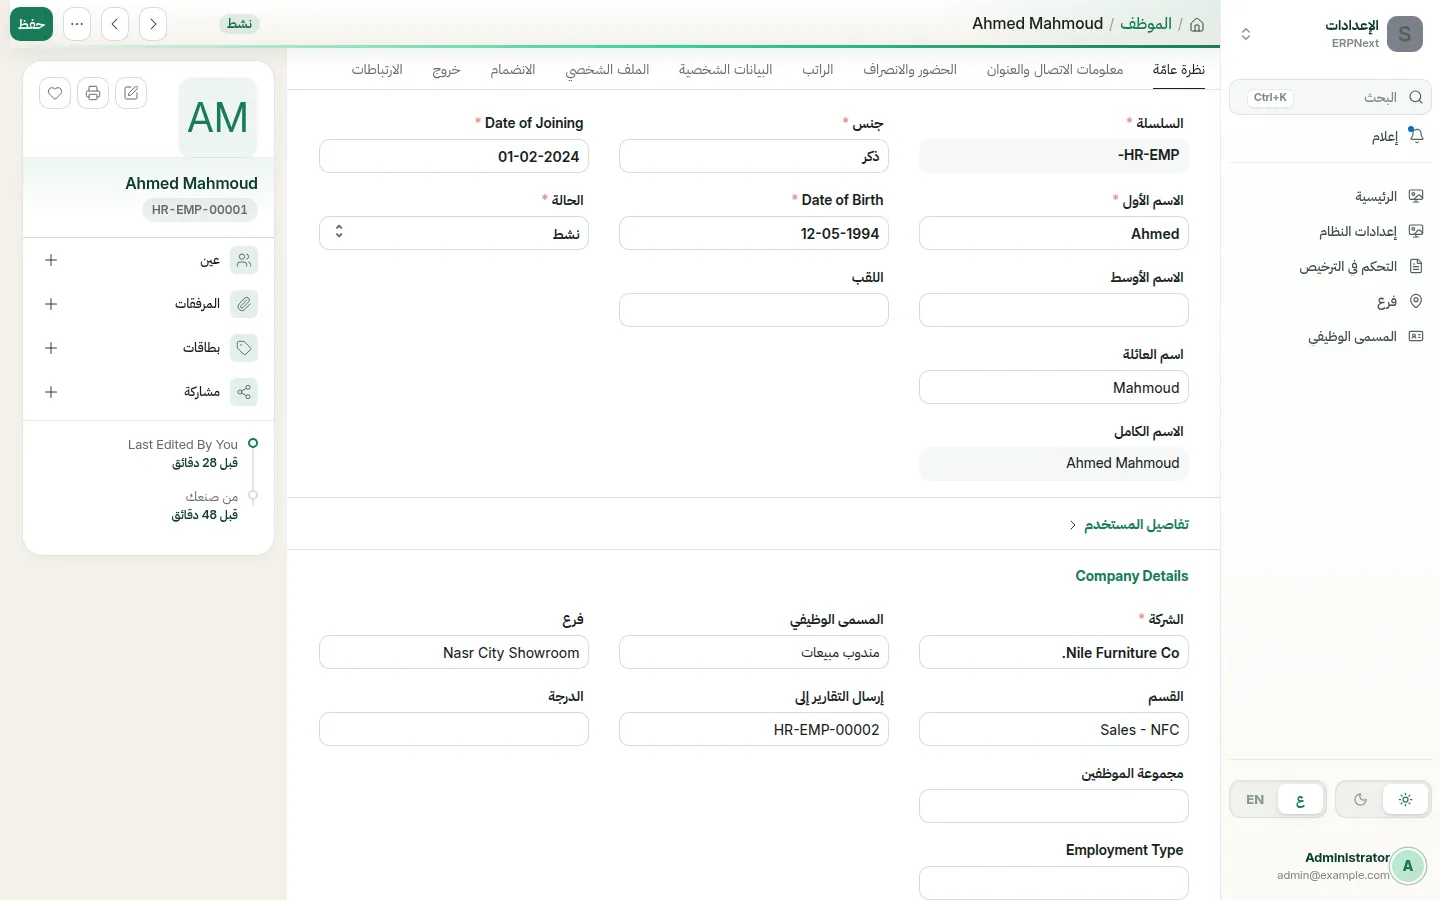 الإعدادات
ERPNext
S
البحث
Ctrl+K
إعلام
الرئيسية
إعدادات النظام
التحكم في الترخيص
فرع
المسمى الوظيفي
ع
EN
Administrator
admin@example.com
A
الموظف / Ahmed Mahmoud
نشط
حفظ
نظرة عامّة
معلومات الاتصال والعنوان
الحضور والانصراف
الراتب
البيانات الشخصية
الملف الشخصي
الانضمام
خروج
الارتباطات
السلسلة *
HR-EMP-
جنس *
ذكر
Date of Joining *
01-02-2024
الاسم الأول *
Ahmed
Date of Birth *
12-05-1994
الحالة *
نشط
الاسم الأوسط
اللقب
اسم العائلة
Mahmoud
الاسم الكامل
Ahmed Mahmoud
تفاصيل المستخدم
Company Details
الشركة *
Nile Furniture Co.
المسمى الوظيفي
مندوب مبيعات
فرع
Nasr City Showroom
القسم
Sales - NFC
إرسال التقارير إلى
HR-EMP-00002
الدرجة
مجموعة الموظفين
Employment Type
AM
Ahmed Mahmoud
HR-EMP-00001
عين
المرفقات
بطاقات
مشاركة
Last Edited By You
قبل 28 دقائق
من صنعك
قبل 48 دقائق